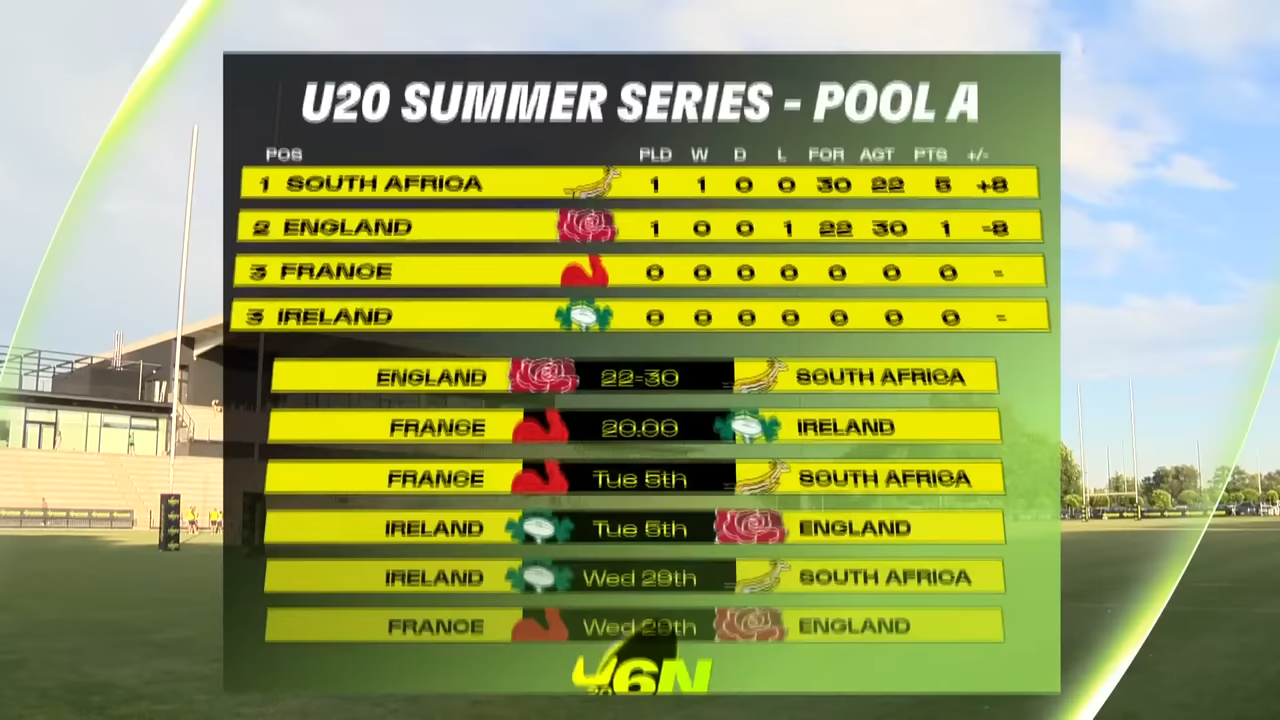 U20 SUMMER SERIES - POOL A
POS PLD W D L FOR AGT PTS +/-
1 SOUTH AFRICA 1 1 0 0 30 22 5 +8
2 ENGLAND 1 0 0 1 22 30 1 -8
3 FRANCE 0 0 0 0 0 0 0 -
3 IRELAND 0 0 0 0 0 0 0 -
ENGLAND 22-30 SOUTH AFRICA
FRANCE 20.00 IRELAND
FRANCE Tue 5th SOUTH AFRICA
IRELAND Tue 5th ENGLAND
IRELAND Wed 29th SOUTH AFRICA
FRANCE Wed 29th ENGLAND
U20 6N